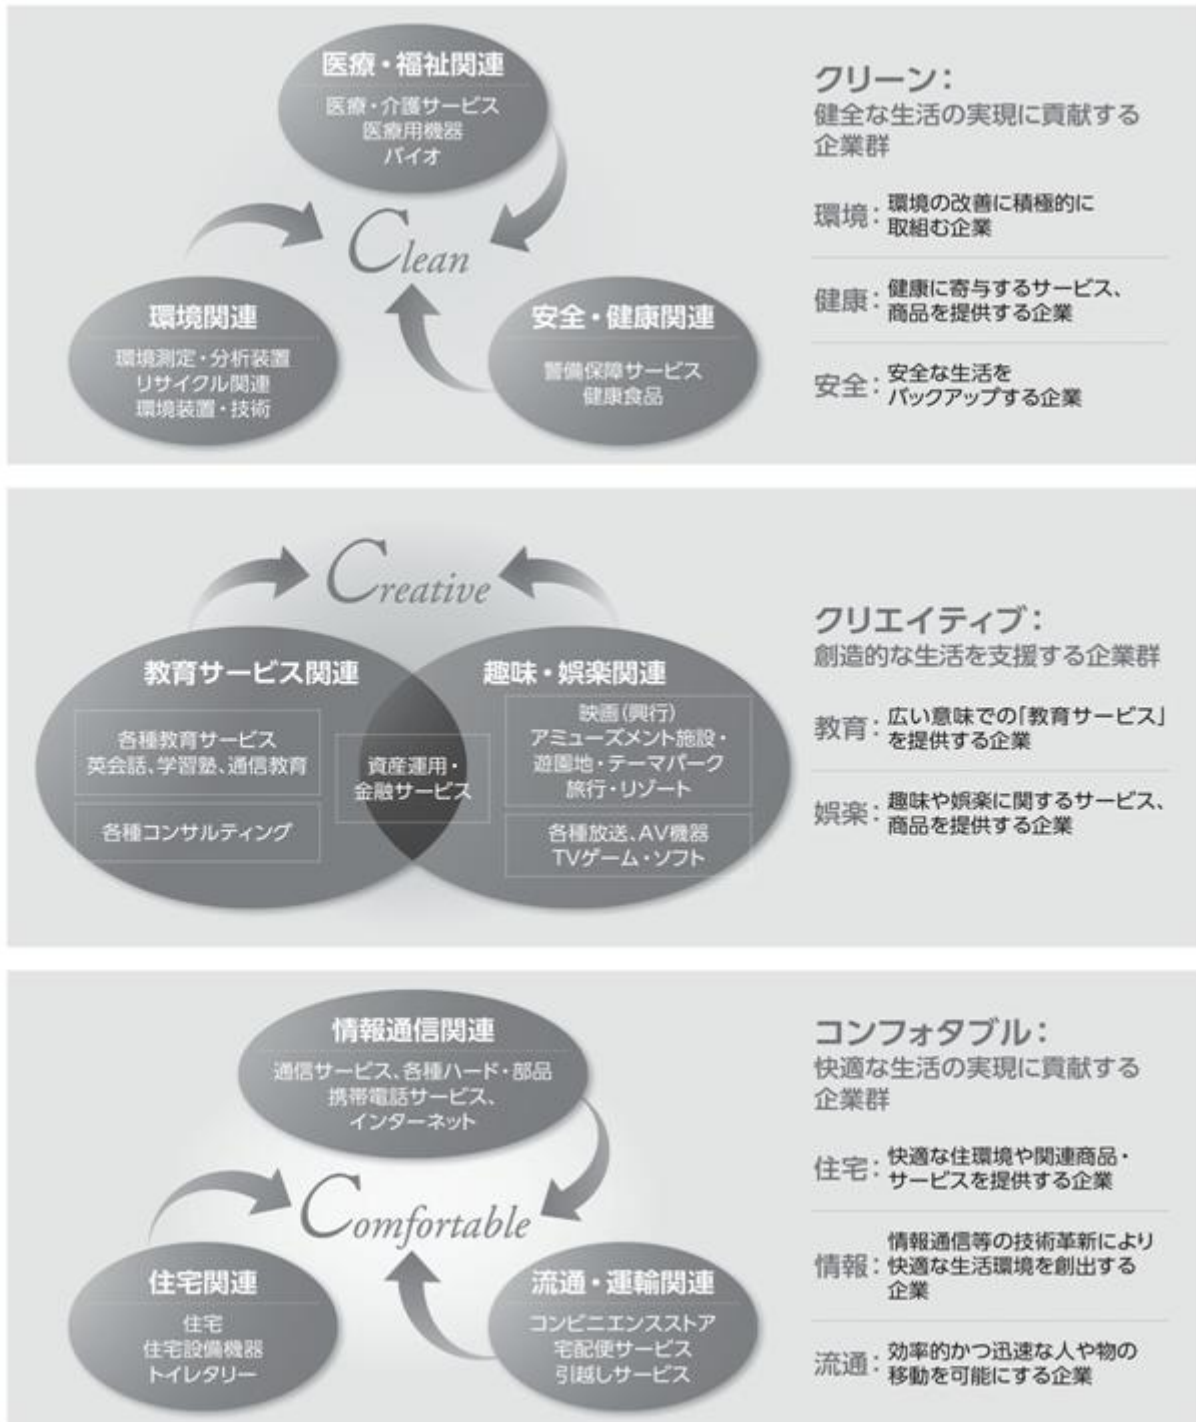 医療・福祉関連
医療・介護サービス
医療用機器
バイオ
Clean
環境関連
環境測定・分析装置
リサイクル関連
環境装置・技術
安全・健康関連
警備保障サービス
健康食品
クリーン:
健全な生活の実現に貢献する
企業群
環境:環境の改善に積極的に
取組む企業
健康:健康に寄与するサービス、
商品を提供する企業
安全:安全な生活を
バックアップする企業
Creative
教育サービス関連
各種教育サービス
英会話、学習塾、通信教育
各種コンサルティング
資産運用・
金融サービス
趣味・娯楽関連
映画(興行)
アミューズメント施設・
遊園地・テーマパーク
旅行・リゾート
各種放送、AV機器
TVゲーム・ソフト
クリエイティブ:
創造的な生活を支援する企業群
教育:広い意味での「教育サービス」
を提供する企業
娯楽:趣味や娯楽に関するサービス、
商品を提供する企業
情報通信関連
通信サービス、各種ハード・部品
携帯電話サービス、
インターネット
Comfortable
住宅関連
住宅
住宅設備機器
トイレタリー
流通・運輸関連
コンビニエンスストア
宅配便サービス
引越しサービス
コンフォタブル:
快適な生活の実現に貢献する
企業群
住宅:快適な住環境や関連商品・
サービスを提供する企業
情報:情報通信等の技術革新により
快適な生活環境を創出する
企業
流通:効率的かつ迅速な人や物の
移動を可能にする企業